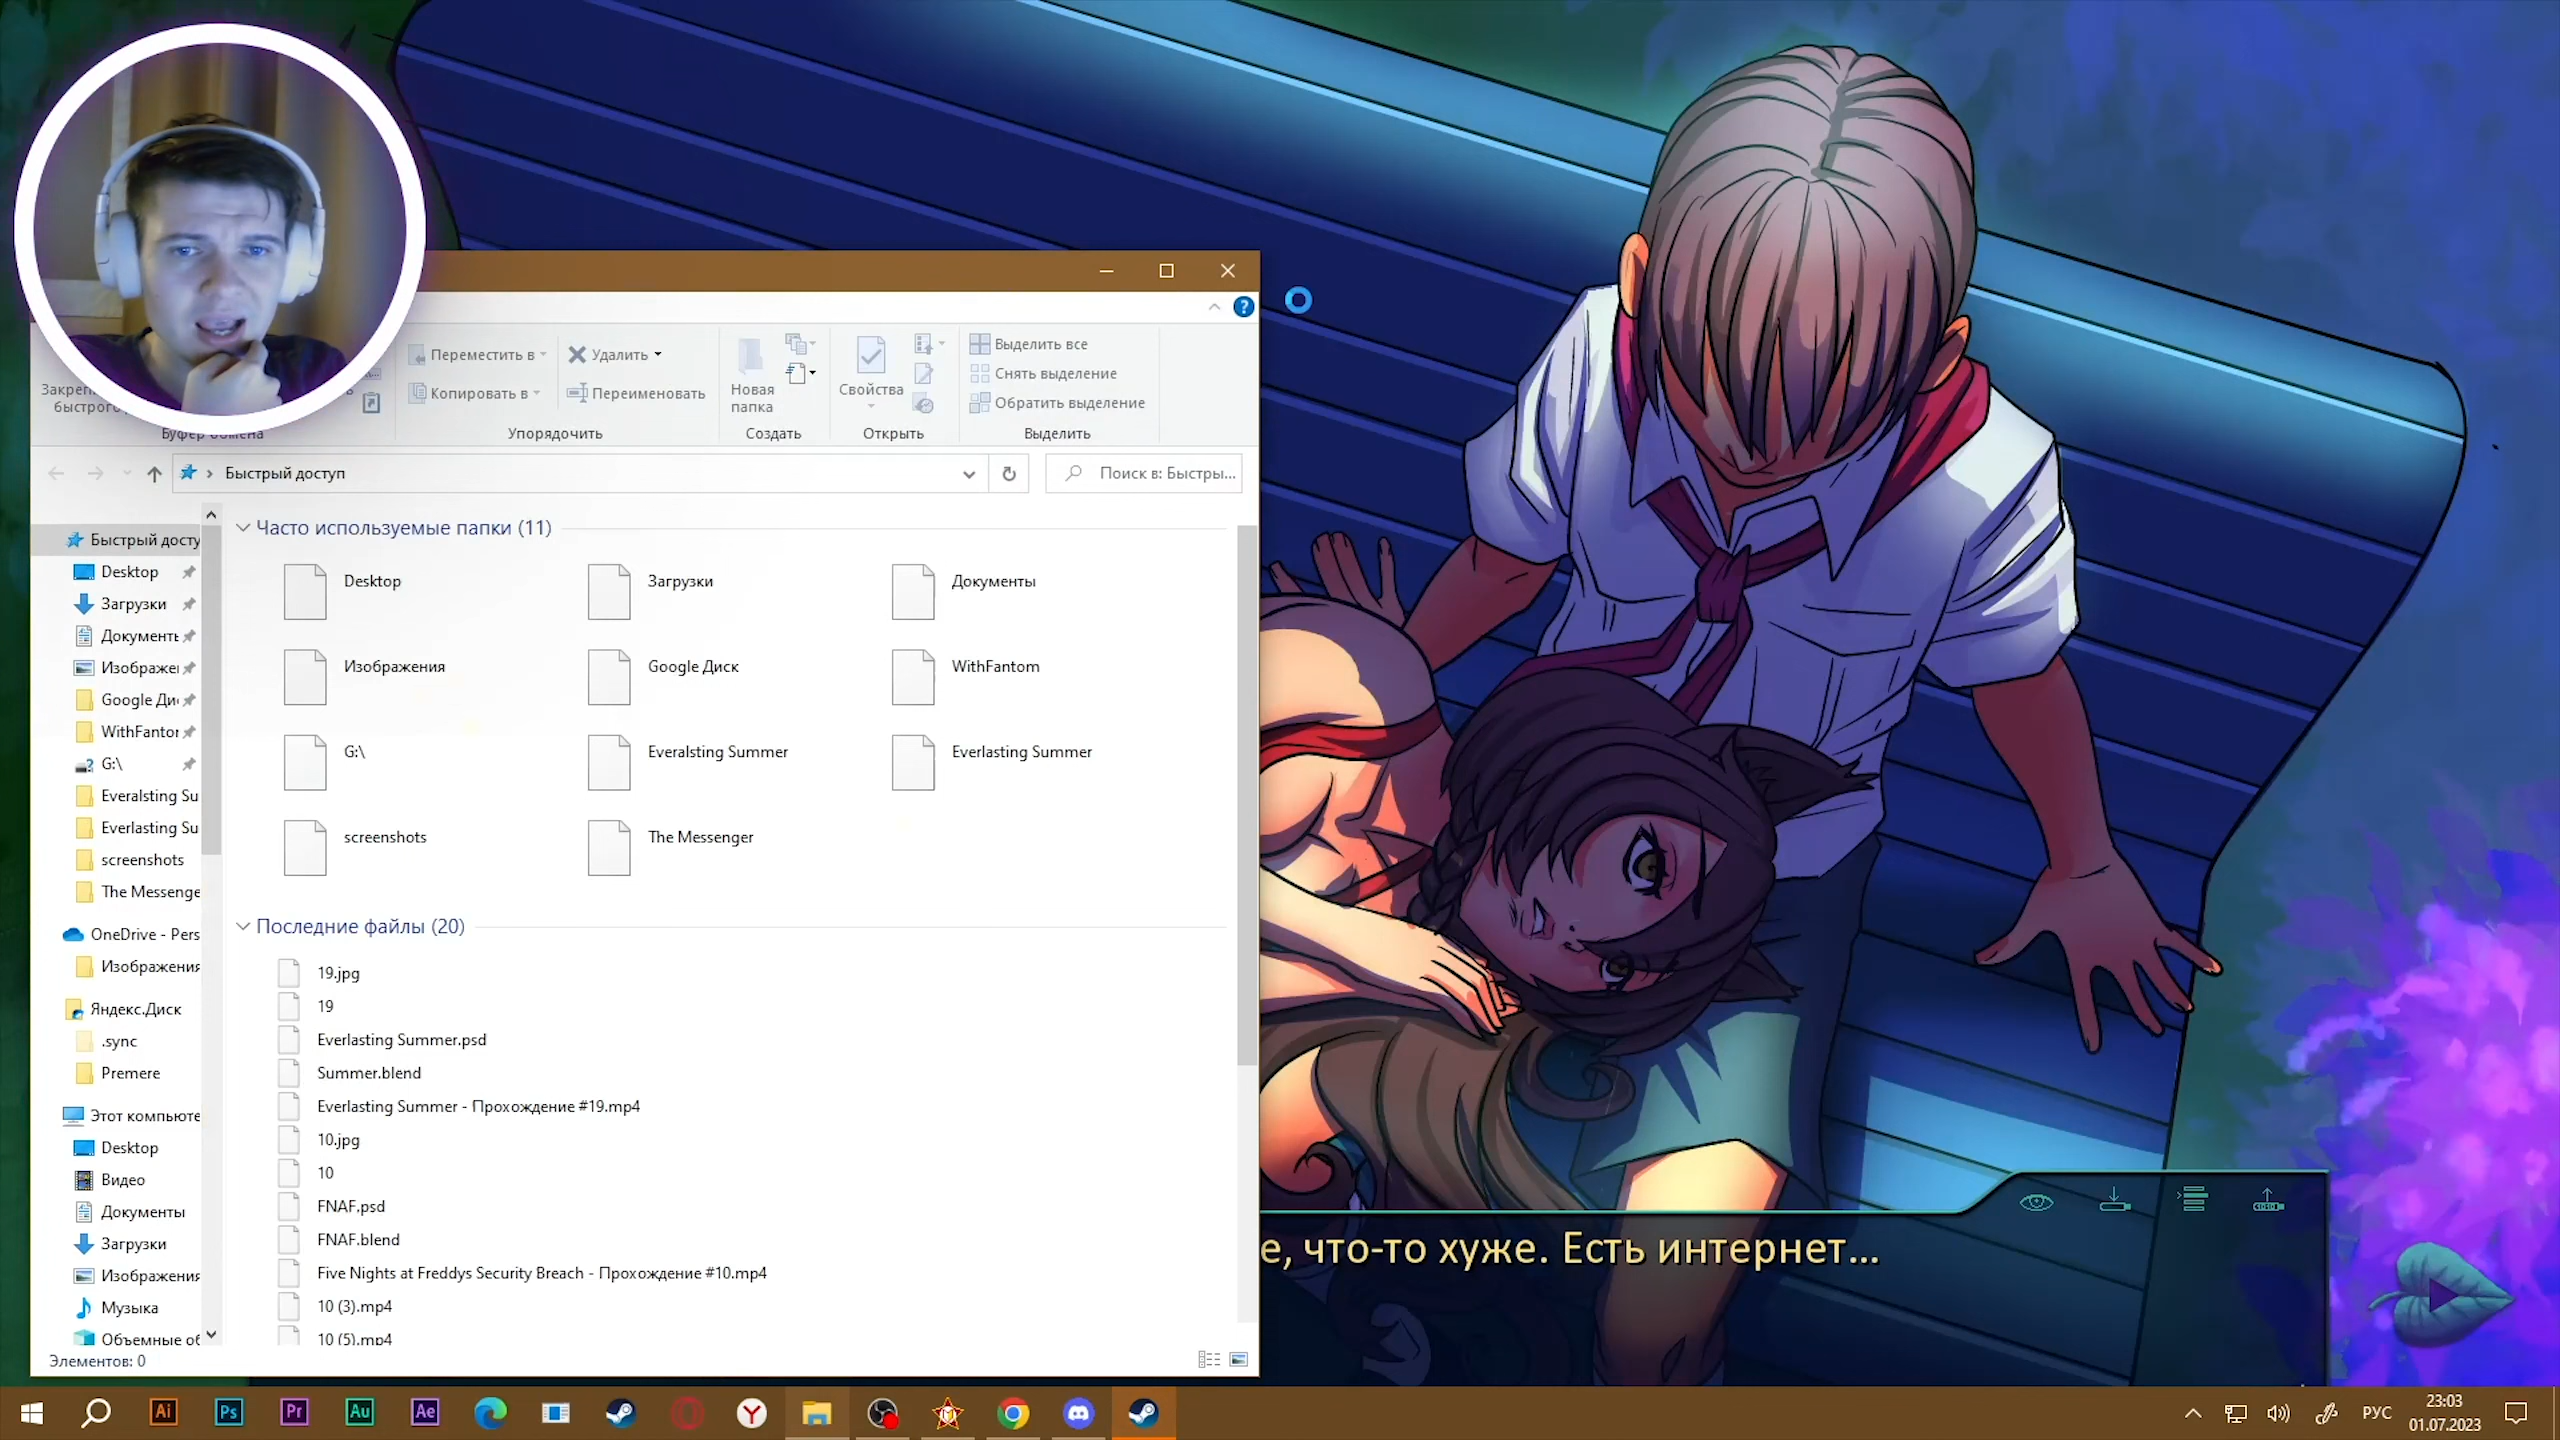 Переместить в
Удалить
Копировать в
Переименовать
Новая папка
Свойства
Выделить все
Снять выделение
Обратить выделение
Упорядочить
Создать
Открыть
Выделить
Быстрый доступ
Поиск в: Быстры...
Быстрый досту
Desktop
Загрузки
Google Ди
G:\
Everalsting Su
Everlasting Su
screenshots
The Messenge
OneDrive - Pers
Изображения
Яндекс.Диск
.sync
Premere
Этот компьюте
Desktop
Видео
Документы
Загрузки
Изображения
Музыка
Объемные об
Часто используемые папки (11)
Desktop
Загрузки
Документы
Изображения
Google Диск
WithFantom
G:\
Everalsting Summer
Everlasting Summer
screenshots
The Messenger
Последние файлы (20)
19.jpg
19
Everlasting Summer.psd
Summer.blend
Everlasting Summer - Прохождение #19.mp4
10.jpg
10
FNAF.psd
FNAF.blend
Five Nights at Freddys Security Breach - Прохождение #10.mp4
10 (3).mp4
10 (5).mp4
Элементов: 0
е, что-то хуже. Есть интернет...
Ai
Ps
Pr
Au
Ae
РУС
23:03
01.07.2023